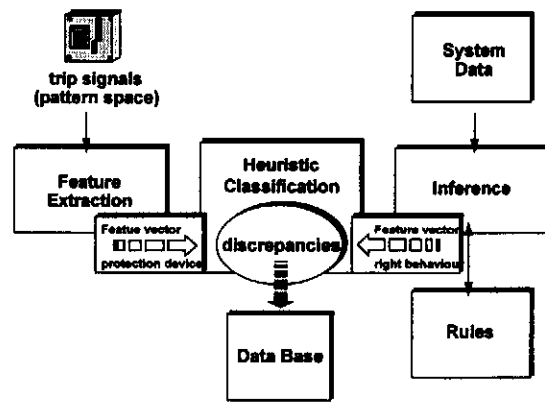 trip signals
(pattern space)
System
Data
Feature
Extraction
Heuristic
Classification
Inference
Featue vector
protection device
discrepancies
Feature vector
right behaviour
Data Base
Rules